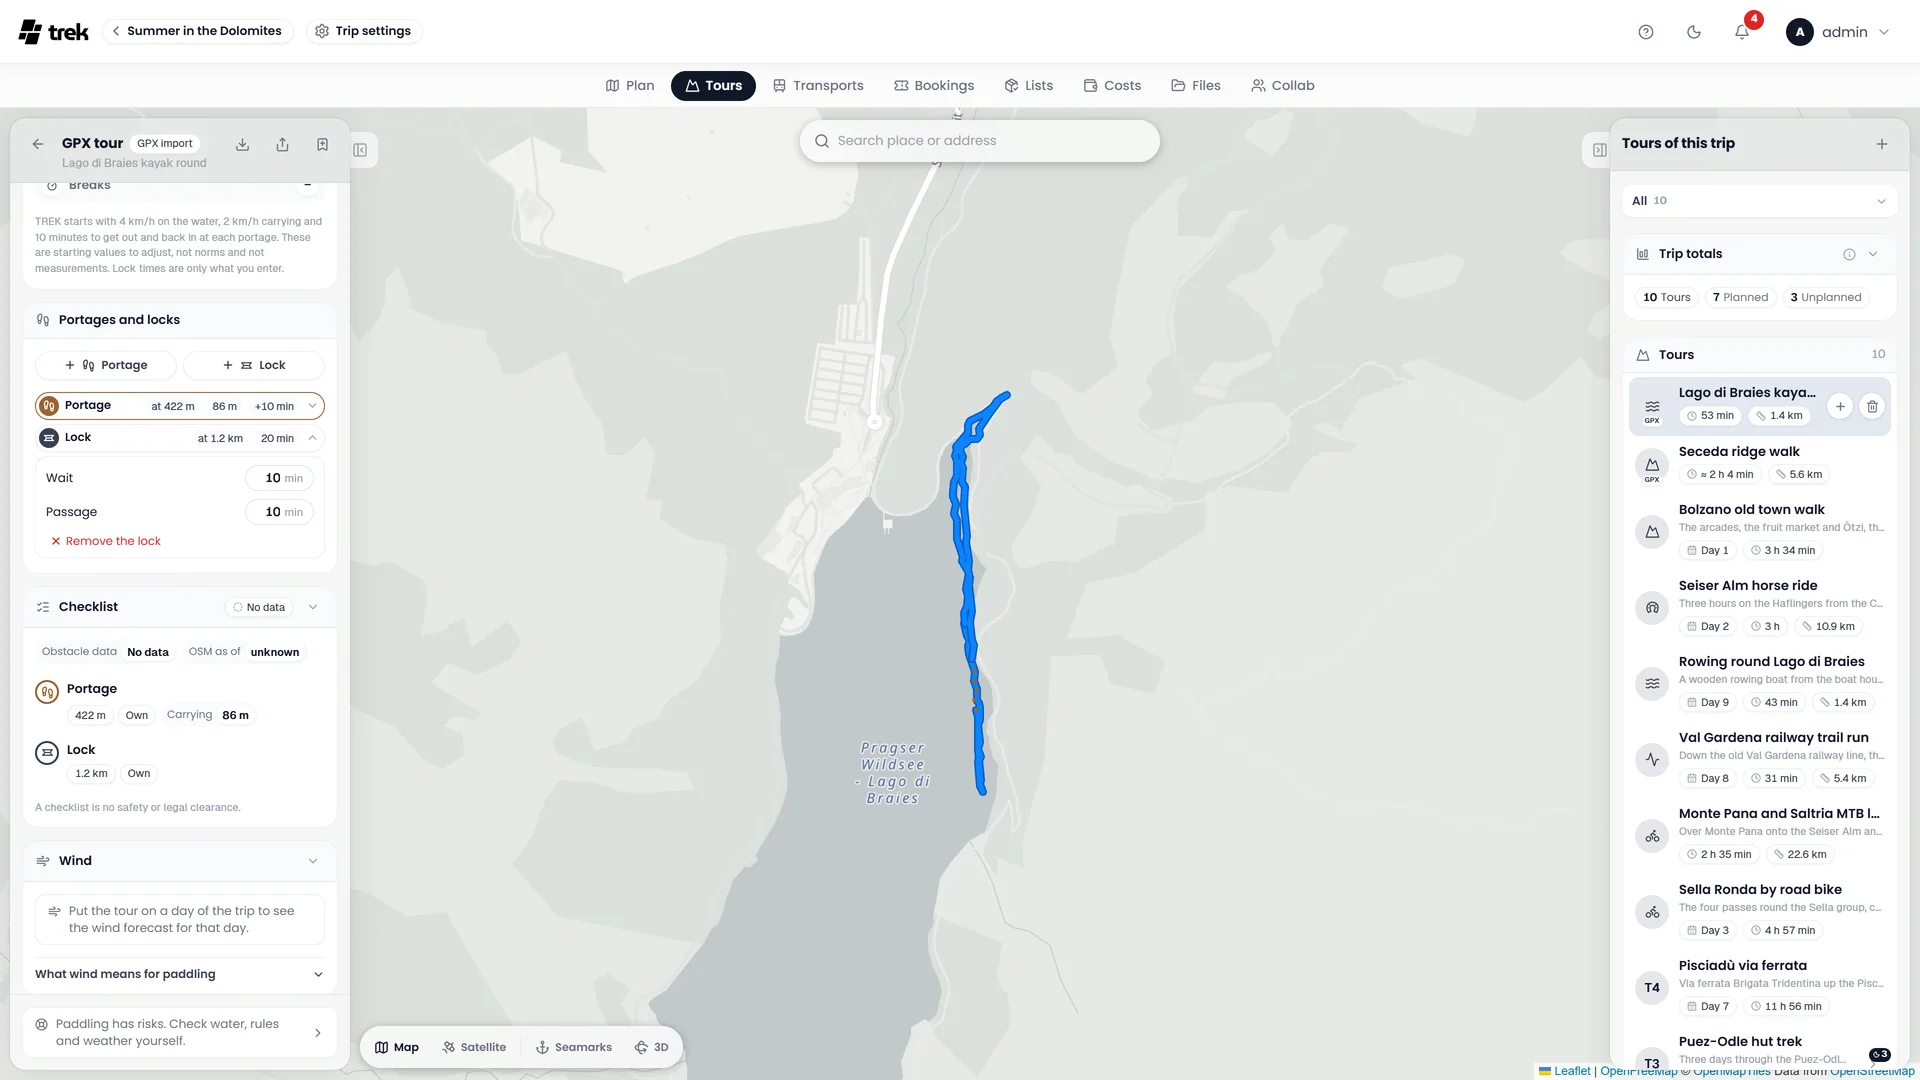 trek
Summer in the Dolomites
Trip settings
4
A
admin
Plan
Tours
Transports
Bookings
Lists
Costs
Files
Collab
GPX tour
GPX import
Lago di Braies kayak round
Breaks
TREK starts with 4 km/h on the water, 2 km/h carrying and
10 minutes to get out and back in at each portage. These
are starting values to adjust, not norms and not
measurements. Lock times are only what you enter.
Portages and locks
+ Portage
+ Lock
Portage at 422 m 86 m +10 min
Lock at 1.2 km 20 min
Wait 10 min
Passage 10 min
Remove the lock
Checklist
No data
Obstacle data No data OSM as of unknown
Portage
422 m Own Carrying 86 m
Lock
1.2 km Own
A checklist is no safety or legal clearance.
Wind
Put the tour on a day of the trip to see
the wind forecast for that day.
What wind means for paddling
Paddling has risks. Check water, rules
and weather yourself.
Search place or address
Pragser
Wildsee
- Lago di
Braies
Map
Satellite
Seamarks
3D
Tours of this trip
All 10
Trip totals
10 Tours
7 Planned
3 Unplanned
Tours 10
GPX
Lago di Braies kaya...
53 min 1.4 km
GPX
Seceda ridge walk
≈ 2 h 4 min 5.6 km
Bolzano old town walk
The arcades, the fruit market and Ötzi, th...
Day 1 3 h 34 min
Seiser Alm horse ride
Three hours on the Haflingers from the C...
Day 2 3 h 10.9 km
Rowing round Lago di Braies
A wooden rowing boat from the boat hou...
Day 9 43 min 1.4 km
Val Gardena railway trail run
Down the old Val Gardena railway line, th...
Day 8 31 min 5.4 km
Monte Pana and Saltria MTB l...
Over Monte Pana onto the Seiser Alm an...
2 h 35 min 22.6 km
Sella Ronda by road bike
The four passes round the Sella group, c...
Day 3 4 h 57 min
T4
Pisciadù via ferrata
Via ferrata Brigata Tridentina up the Pisc...
Day 7 11 h 56 min
T3
Puez-Odle hut trek
Three days through the Puez-Odl...
3
Leaflet | OpenFreeMap © OpenMapTiles Data from OpenStreetMap